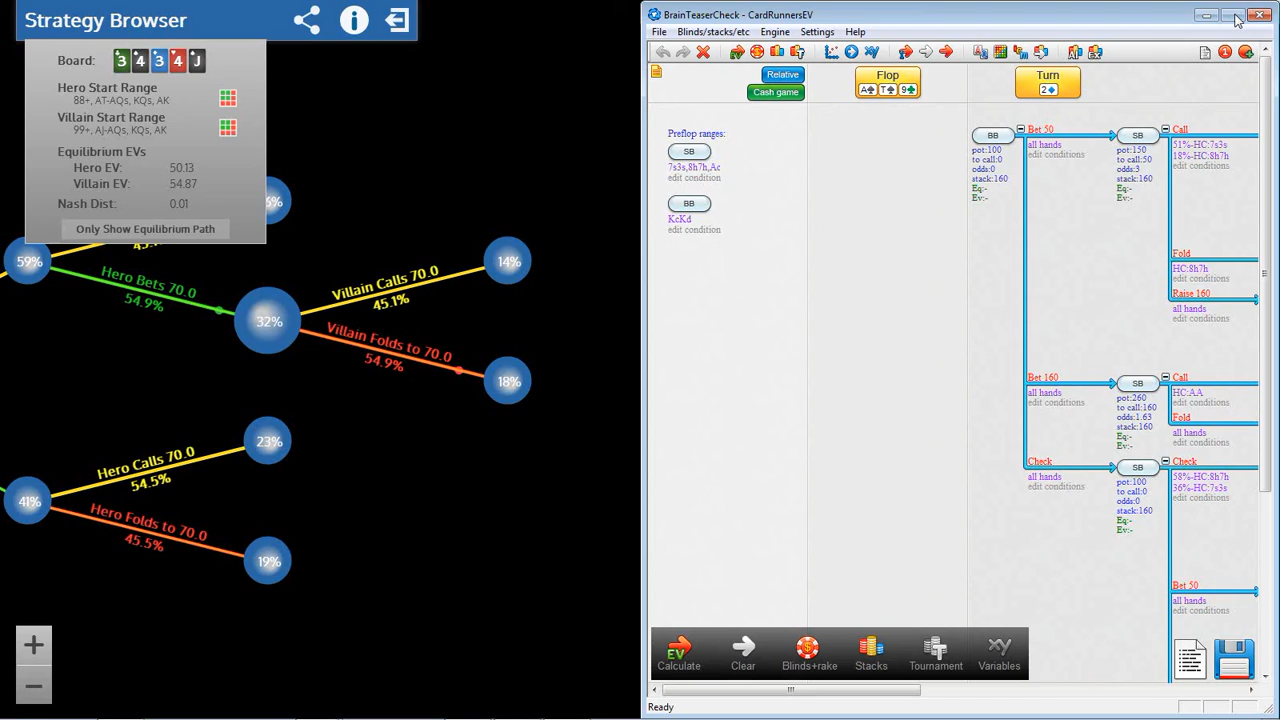 Strategy Browser
Board: 3 4 3 4 J
Hero Start Range
88+, AT-AQs, KQs, AK
Villain Start Range
99+, AJ-AQs, KQs, AK
Equilibrium EVs
Hero EV: 50.13
Villain EV: 54.87
Nash Dist: 0.01
Only Show Equilibrium Path
59%
Hero Bets 70.0
54.9%
32%
Villain Calls 70.0
45.1%
14%
Villain Folds to 70.0
54.9%
18%
41%
Hero Calls 70.0
54.5%
23%
Hero Folds to 70.0
45.5%
19%
+
−
BrainTeaserCheck - CardRunnersEV
File Blinds/stacks/etc Engine Settings Help
Relative
Cash game
Flop
A♠ T♠ 9♣
Turn
2♦
Preflop ranges:
SB
7s3s,8h7h,Ac
edit condition
BB
KcKd
edit condition
BB
pot:100
to call:0
odds:0
stack:160
Eq:-
Ev:-
Bet 50
all hands
edit conditions
SB
pot:150
to call:50
odds:3
stack:160
Eq:-
Ev:-
Call
51%-HC:7s3s
18%-HC:8h7h
edit conditions
Fold
HC:8h7h
edit conditions
Raise 160
all hands
edit conditions
Bet 160
all hands
edit conditions
SB
pot:260
to call:160
odds:1.63
stack:160
Eq:-
Ev:-
Call
HC:AA
edit conditions
Fold
all hands
edit conditions
Check
all hands
edit conditions
SB
pot:100
to call:0
odds:0
stack:160
Eq:-
Ev:-
Check
58%-HC:8h7h
36%-HC:7s3s
edit conditions
Bet 50
all hands
edit conditions
EV
Calculate Clear Blinds+rake Stacks Tournament Variables
Ready